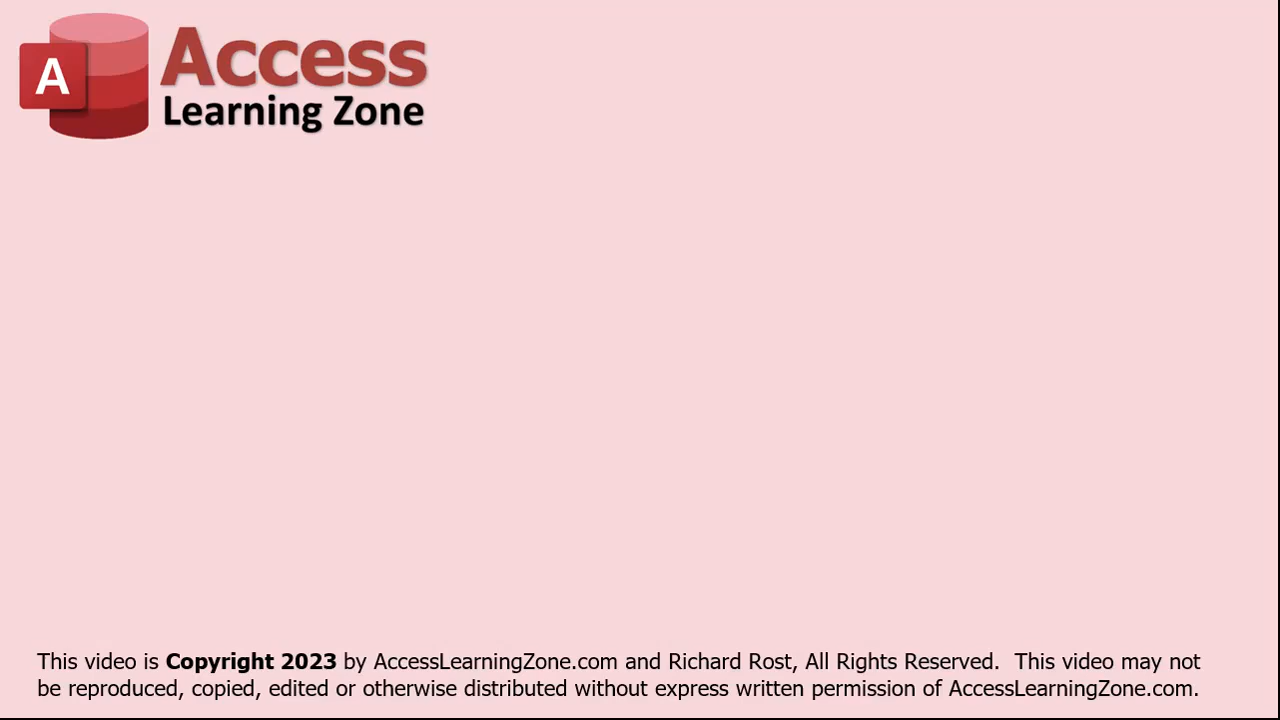 A
Access
Learning Zone
This video is Copyright 2023 by AccessLearningZone.com and Richard Rost, All Rights Reserved.  This video may not
be reproduced, copied, edited or otherwise distributed without express written permission of AccessLearningZone.com.